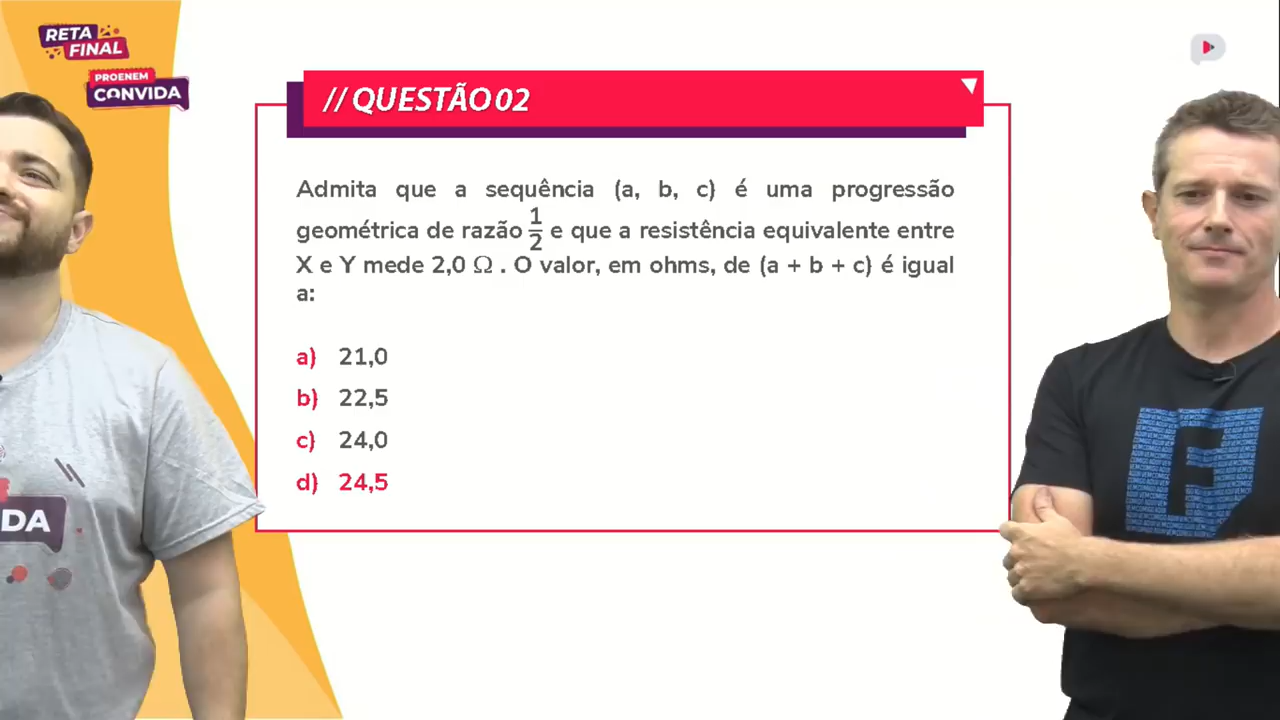 RETA
FINAL
PROENEM
CONVIDA
// QUESTÃO 02
Admita que a sequência (a, b, c) é uma progressão
geométrica de razão 1/2 e que a resistência equivalente entre
X e Y mede 2,0 Ω . O valor, em ohms, de (a + b + c) é igual
a:
a) 21,0
b) 22,5
c) 24,0
d) 24,5
DA